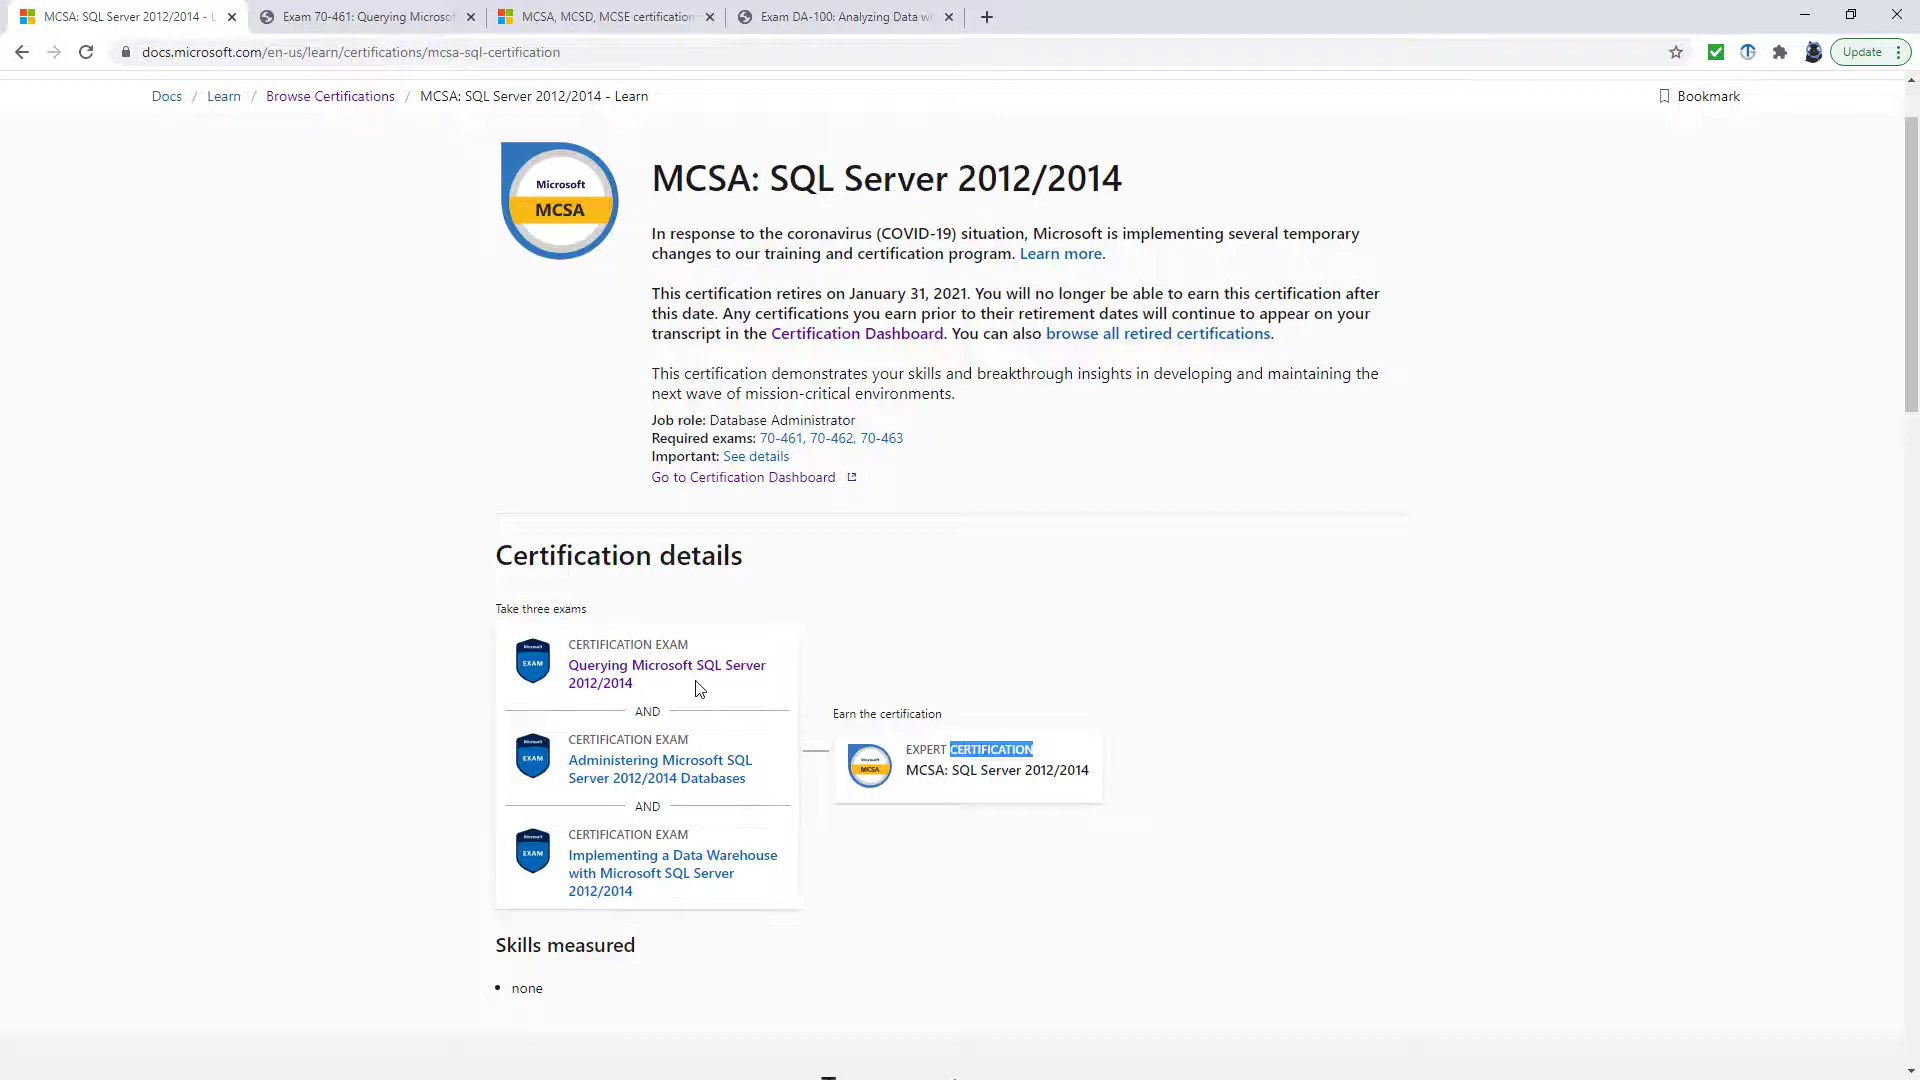 MCSA: SQL Server 2012/2014 - L
Exam 70-461: Querying Microsof
MCSA, MCSD, MCSE certification
Exam DA-100: Analyzing Data w
docs.microsoft.com/en-us/learn/certifications/mcsa-sql-certification
Update
Docs / Learn / Browse Certifications / MCSA: SQL Server 2012/2014 - Learn
Bookmark
Microsoft
MCSA
MCSA: SQL Server 2012/2014
In response to the coronavirus (COVID-19) situation, Microsoft is implementing several temporary
changes to our training and certification program. Learn more.
This certification retires on January 31, 2021. You will no longer be able to earn this certification after
this date. Any certifications you earn prior to their retirement dates will continue to appear on your
transcript in the Certification Dashboard. You can also browse all retired certifications.
This certification demonstrates your skills and breakthrough insights in developing and maintaining the
next wave of mission-critical environments.
Job role: Database Administrator
Required exams: 70-461, 70-462, 70-463
Important: See details
Go to Certification Dashboard
Certification details
Take three exams
Microsoft
EXAM
CERTIFICATION EXAM
Querying Microsoft SQL Server
2012/2014
AND
Microsoft
EXAM
CERTIFICATION EXAM
Administering Microsoft SQL
Server 2012/2014 Databases
AND
Microsoft
EXAM
CERTIFICATION EXAM
Implementing a Data Warehouse
with Microsoft SQL Server
2012/2014
Earn the certification
Microsoft
MCSA
EXPERT CERTIFICATION
MCSA: SQL Server 2012/2014
Skills measured
• none